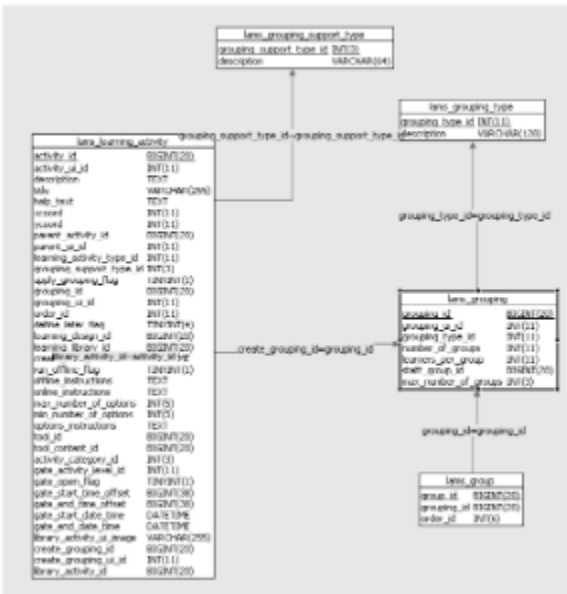 lams_grouping_support_type
grouping_support_type_id INT(3)
description VARCHAR(64)
lams_grouping_type
grouping_type_id INT(11)
description VARCHAR(128)
grouping_support_type_id=grouping_support_type_id
lams_learning_activity
activity_id BIGINT(20)
activity_ui_id INT(11)
description TEXT
title VARCHAR(255)
help_text TEXT
xcoord INT(11)
ycoord INT(11)
parent_activity_id BIGINT(20)
parent_ui_id INT(11)
learning_activity_type_id INT(11)
grouping_support_type_id INT(3)
apply_grouping_flag TINYINT(1)
grouping_id BIGINT(20)
grouping_ui_id INT(11)
order_id INT(11)
define_later_flag TINYINT(4)
learning_design_id BIGINT(20)
learning_library_id BIGINT(20)
library_activity_id=activity_id
run_offline_flag TINYINT(1)
offline_instructions TEXT
online_instructions TEXT
max_number_of_options INT(5)
min_number_of_options INT(5)
options_instructions TEXT
tool_id BIGINT(20)
tool_content_id BIGINT(20)
activity_category_id INT(3)
gate_activity_level_id INT(11)
gate_open_flag TINYINT(1)
gate_start_time_offset BIGINT(38)
gate_end_time_offset BIGINT(38)
gate_start_date_time DATETIME
gate_end_date_time DATETIME
library_activity_ui_image VARCHAR(255)
create_grouping_id BIGINT(20)
create_grouping_ui_id INT(11)
library_activity_id BIGINT(20)
grouping_type_id=grouping_type_id
lams_grouping
grouping_id BIGINT(20)
grouping_ui_id INT(11)
grouping_type_id INT(11)
number_of_groups INT(11)
learners_per_group INT(11)
staff_group_id BIGINT(20)
max_number_of_groups INT(3)
create_grouping_id=grouping_id
grouping_id=grouping_id
lams_group
group_id BIGINT(20)
grouping_id BIGINT(20)
order_id INT(6)